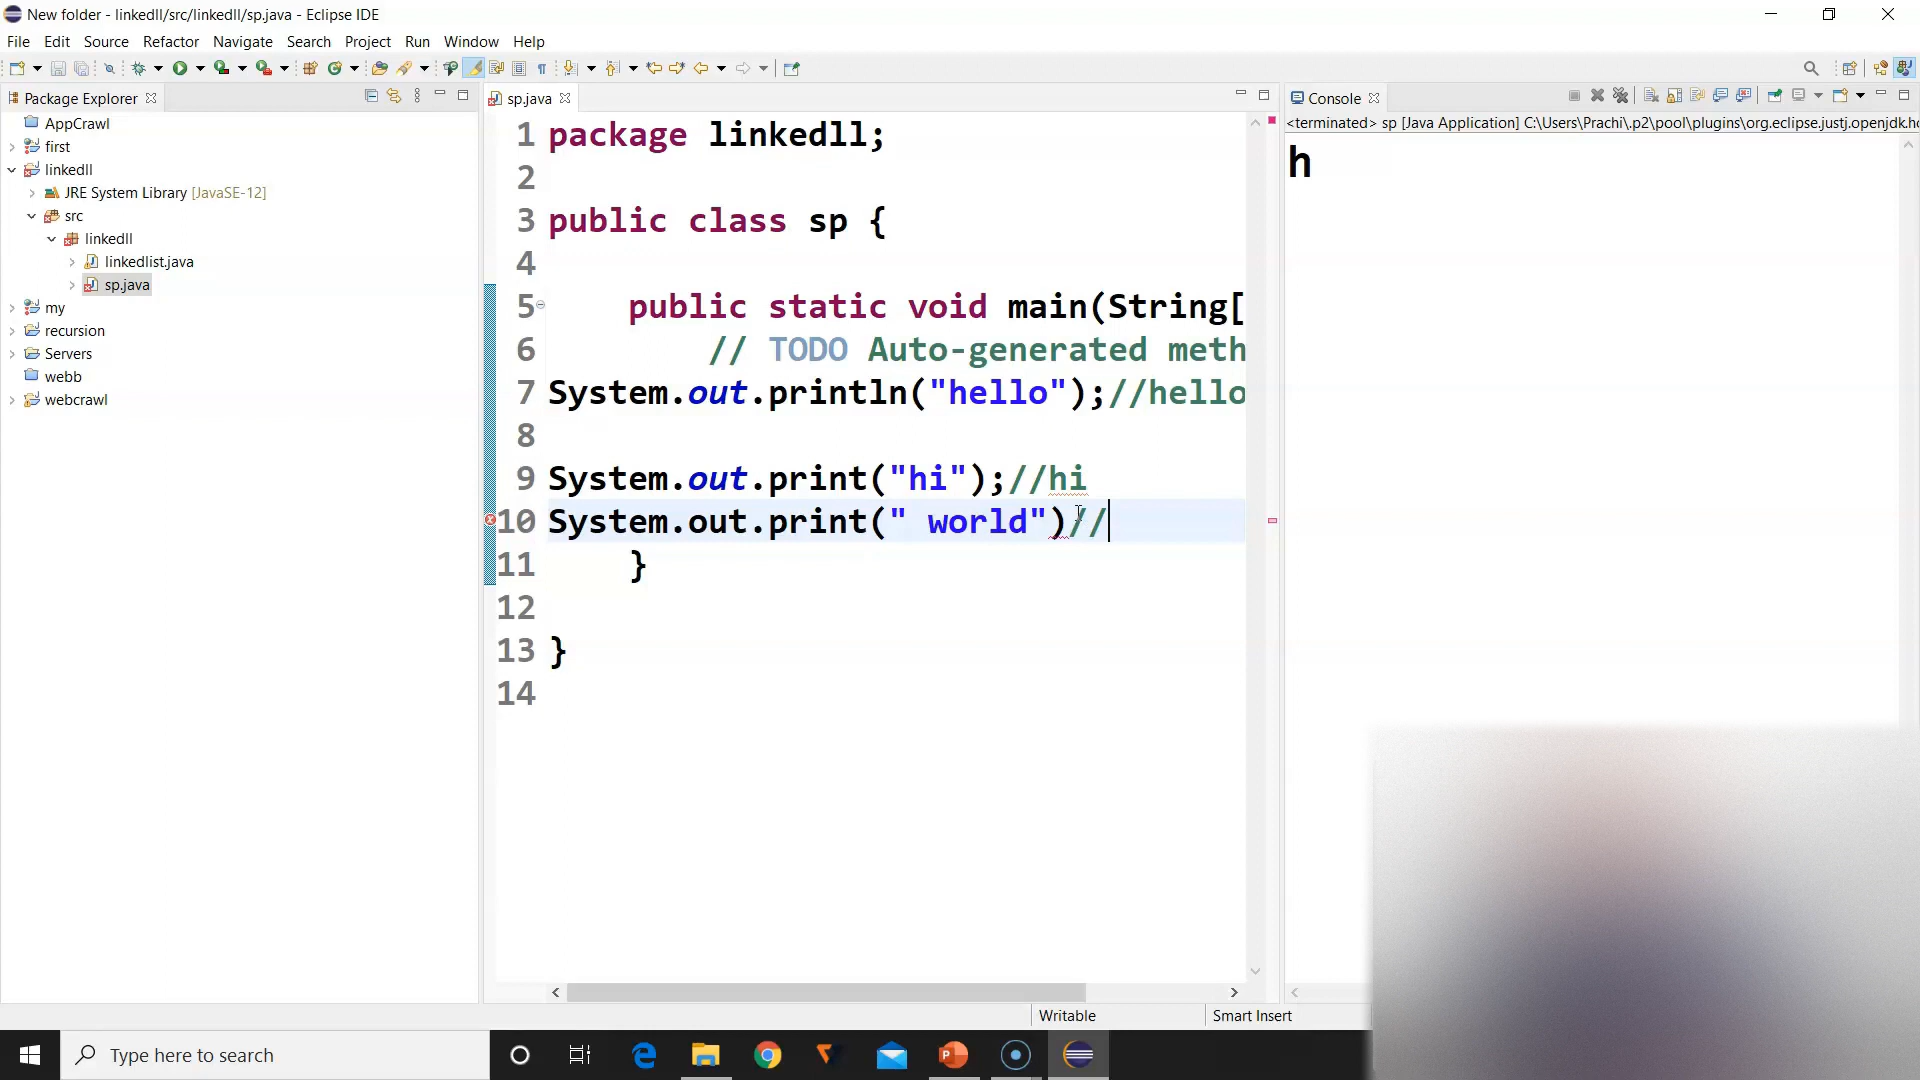 New folder - linkedll/src/linkedll/sp.java - Eclipse IDE
File Edit Source Refactor Navigate Search Project Run Window Help
Package Explorer
AppCrawl
first
linkedll
JRE System Library [JavaSE-12]
src
linkedll
linkedlist.java
sp.java
my
recursion
Servers
webb
webcrawl
sp.java
1 package linkedll;
2
3 public class sp {
4
5 public static void main(String[
6 // TODO Auto-generated meth
7 System.out.println("hello");//hello
8
9 System.out.print("hi");//hi
10 System.out.print(" world")//
11 }
12
13 }
14
Console
<terminated> sp [Java Application] C:\Users\Prachi\.p2\pool\plugins\org.eclipse.justj.openjdk.ho
h
Writable Smart Insert
Type here to search